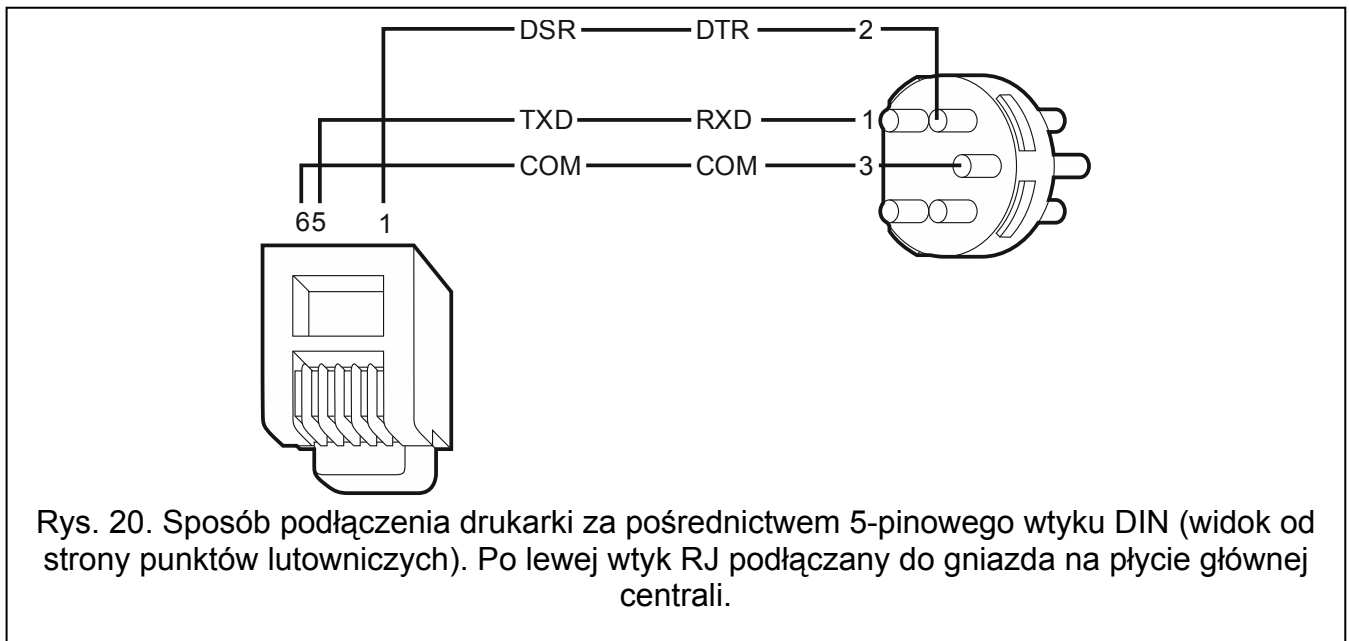 DSR DTR 2
TXD RXD 1
COM COM 3
65 1
Rys. 20. Sposób podłączenia drukarki za pośrednictwem 5-pinowego wtyku DIN (widok od
strony punktów lutowniczych). Po lewej wtyk RJ podłączany do gniazda na płycie głównej
centrali.